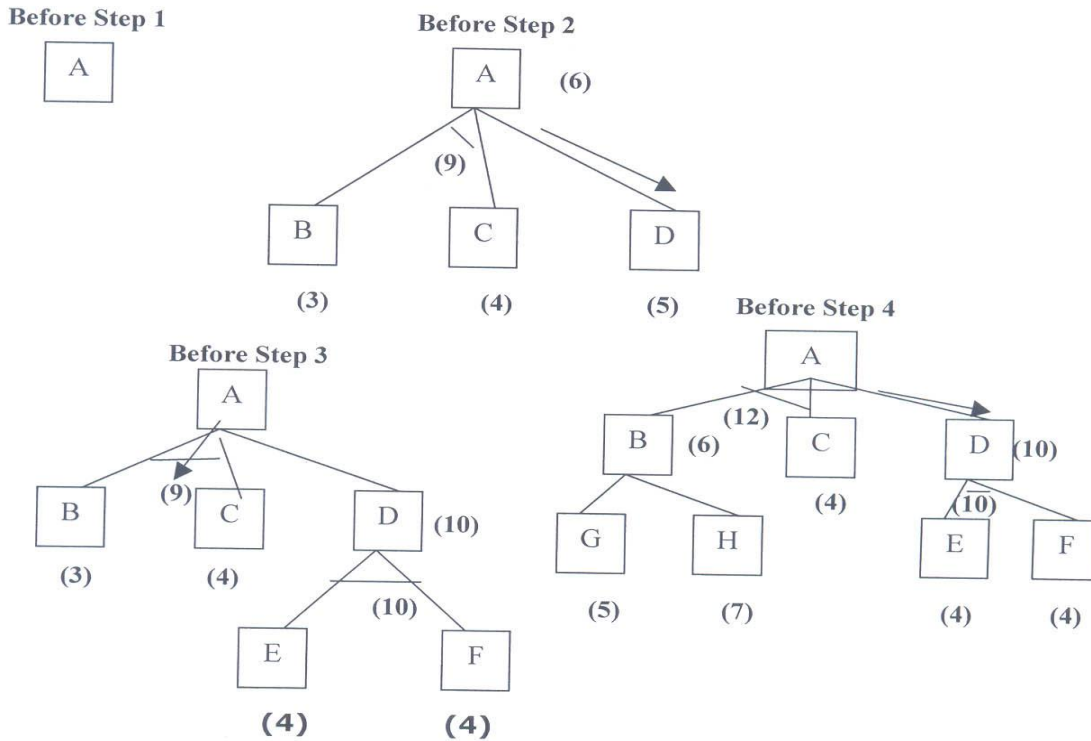 Before Step 1
A
Before Step 2
A (6)
(9)
B C D
(3) (4) (5)
Before Step 3
A
(9)
B C D (10)
(3) (4)
(10)
E F
(4) (4)
Before Step 4
A
(12)
B (6) C D (10)
(4)
(10)
G H E F
(5) (7) (4) (4)